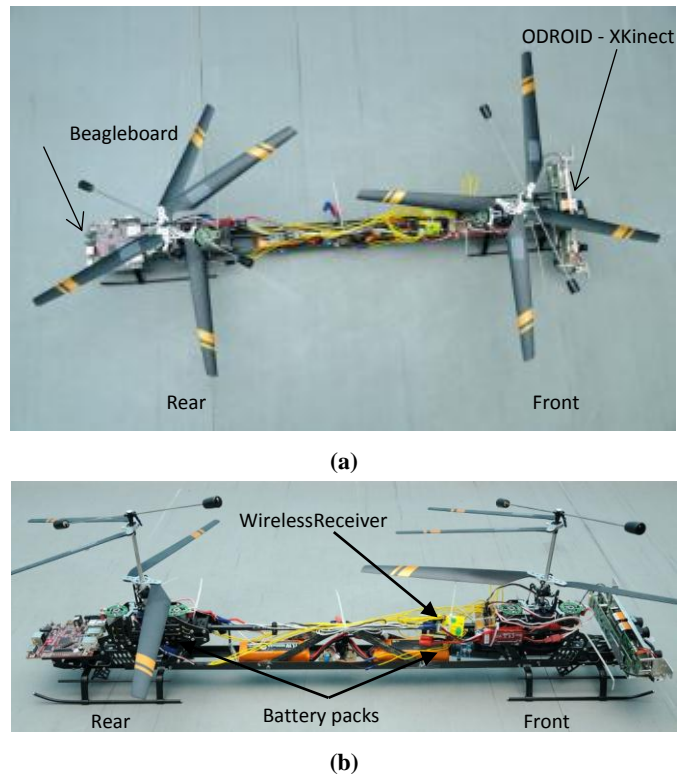 ODROID - XKinect
Beagleboard
Rear
Front
(a)
WirelessReceiver
Rear
Battery packs
Front
(b)